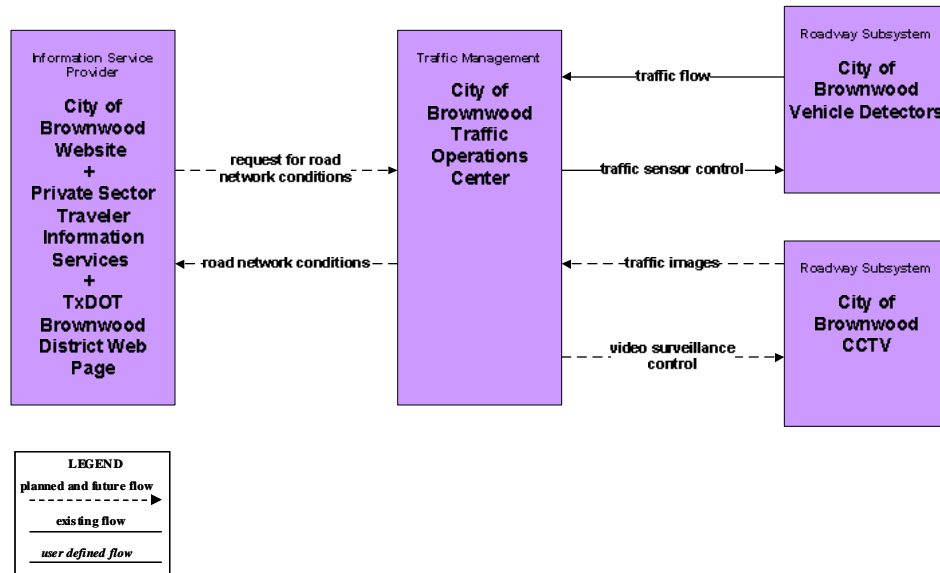 Information Service
Provider
City of
Brownwood
Website
+
Private Sector
Traveler
Information
Services
+
TxDOT
Brownwood
District Web
Page
request for road
network conditions
road network conditions
Traffic Management
City of
Brownwood
Traffic
Operations
Center
traffic flow
traffic sensor control
traffic images
video surveillance
control
Roadway Subsystem
City of
Brownwood
Vehicle Detectors
Roadway Subsystem
City of
Brownwood
CCTV
LEGEND
planned and future flow
existing flow
user defined flow